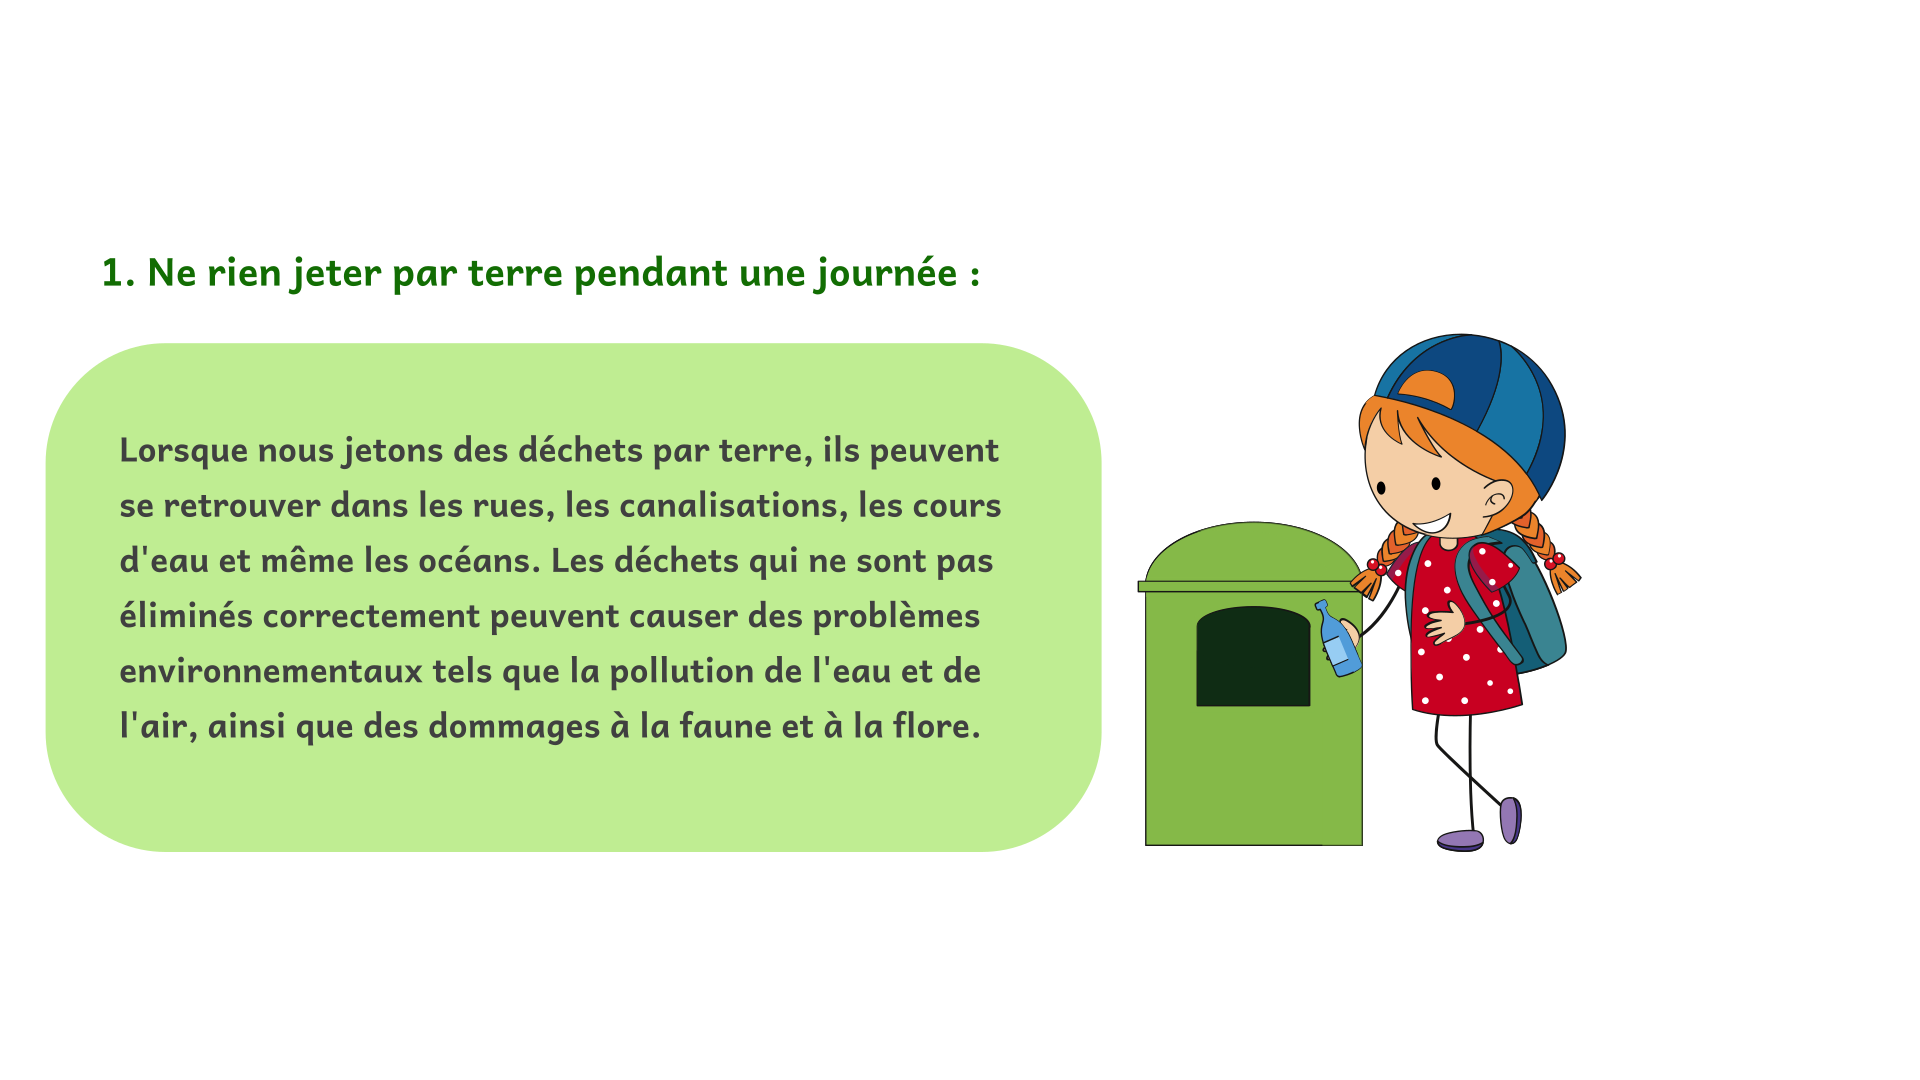 1. Ne rien jeter par terre pendant une journée :
Lorsque nous jetons des déchets par terre, ils peuvent
se retrouver dans les rues, les canalisations, les cours
d'eau et même les océans. Les déchets qui ne sont pas
éliminés correctement peuvent causer des problèmes
environnementaux tels que la pollution de l'eau et de
l'air, ainsi que des dommages à la faune et à la flore.